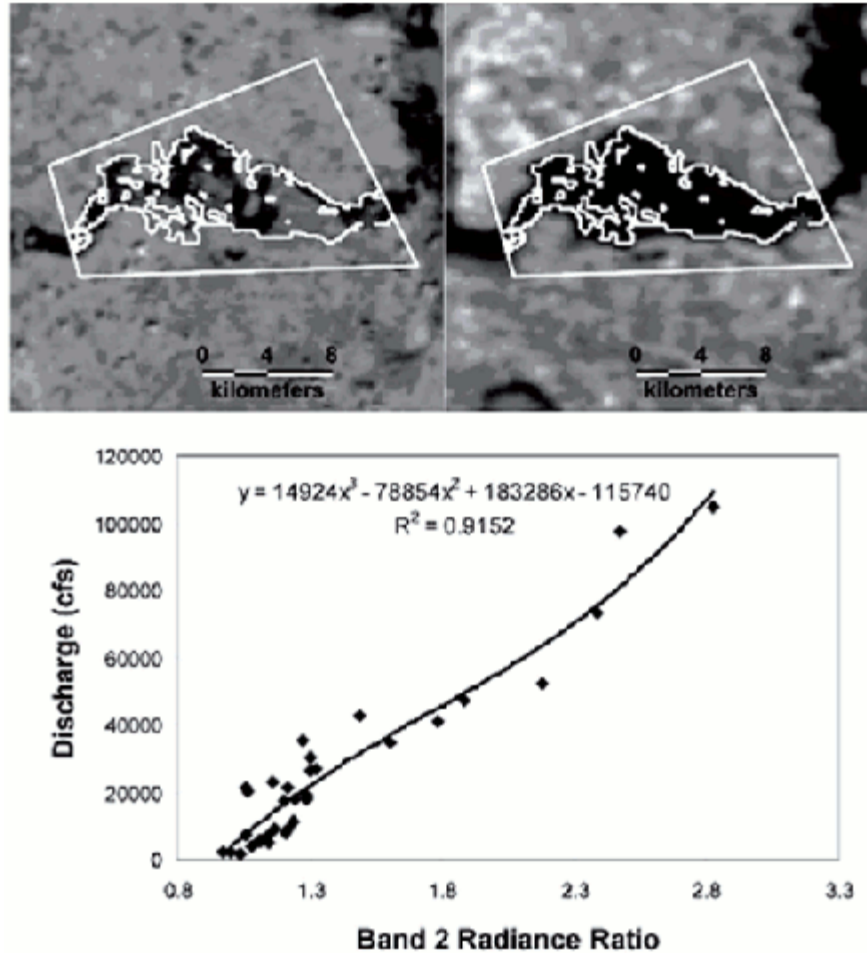 0 4 8
kilometers
0 4 8
kilometers
y = 14924x³ - 78854x² + 183286x - 115740
R² = 0.9152
120000
100000
80000
60000
40000
20000
0
Discharge (cfs)
0.8 1.3 1.8 2.3 2.8 3.3
Band 2 Radiance Ratio